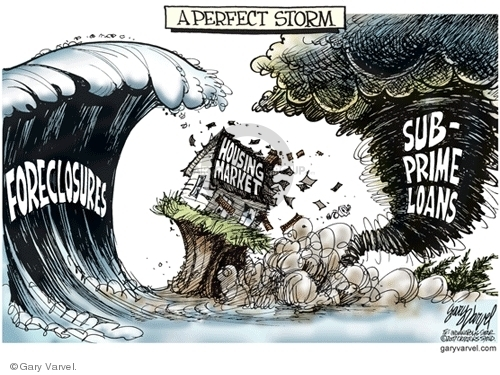 A PERFECT STORM
FORECLOSURES
HOUSING
MARKET
SUB-
PRIME
LOANS
Gary
Varvel
garyvarvel.com
© Gary Varvel.